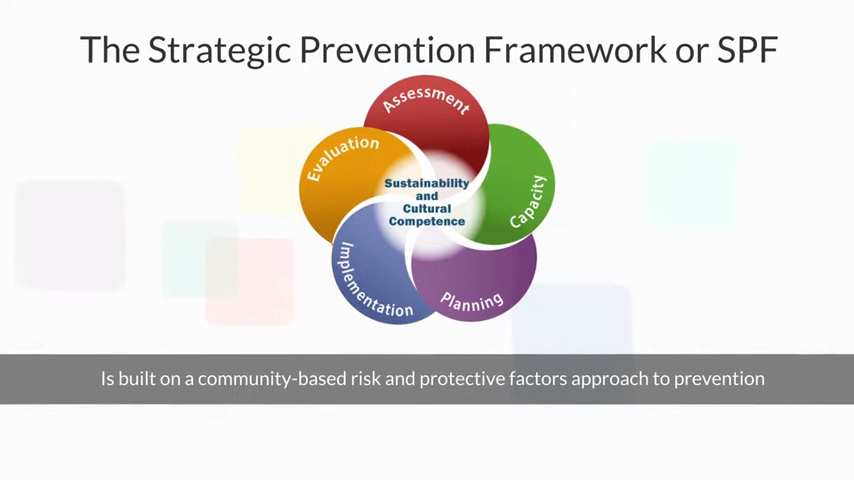 The Strategic Prevention Framework or SPF
Assessment
Evaluation
Sustainability
and
Cultural
Competence
Capacity
Implementation
Planning
Is built on a community-based risk and protective factors approach to prevention